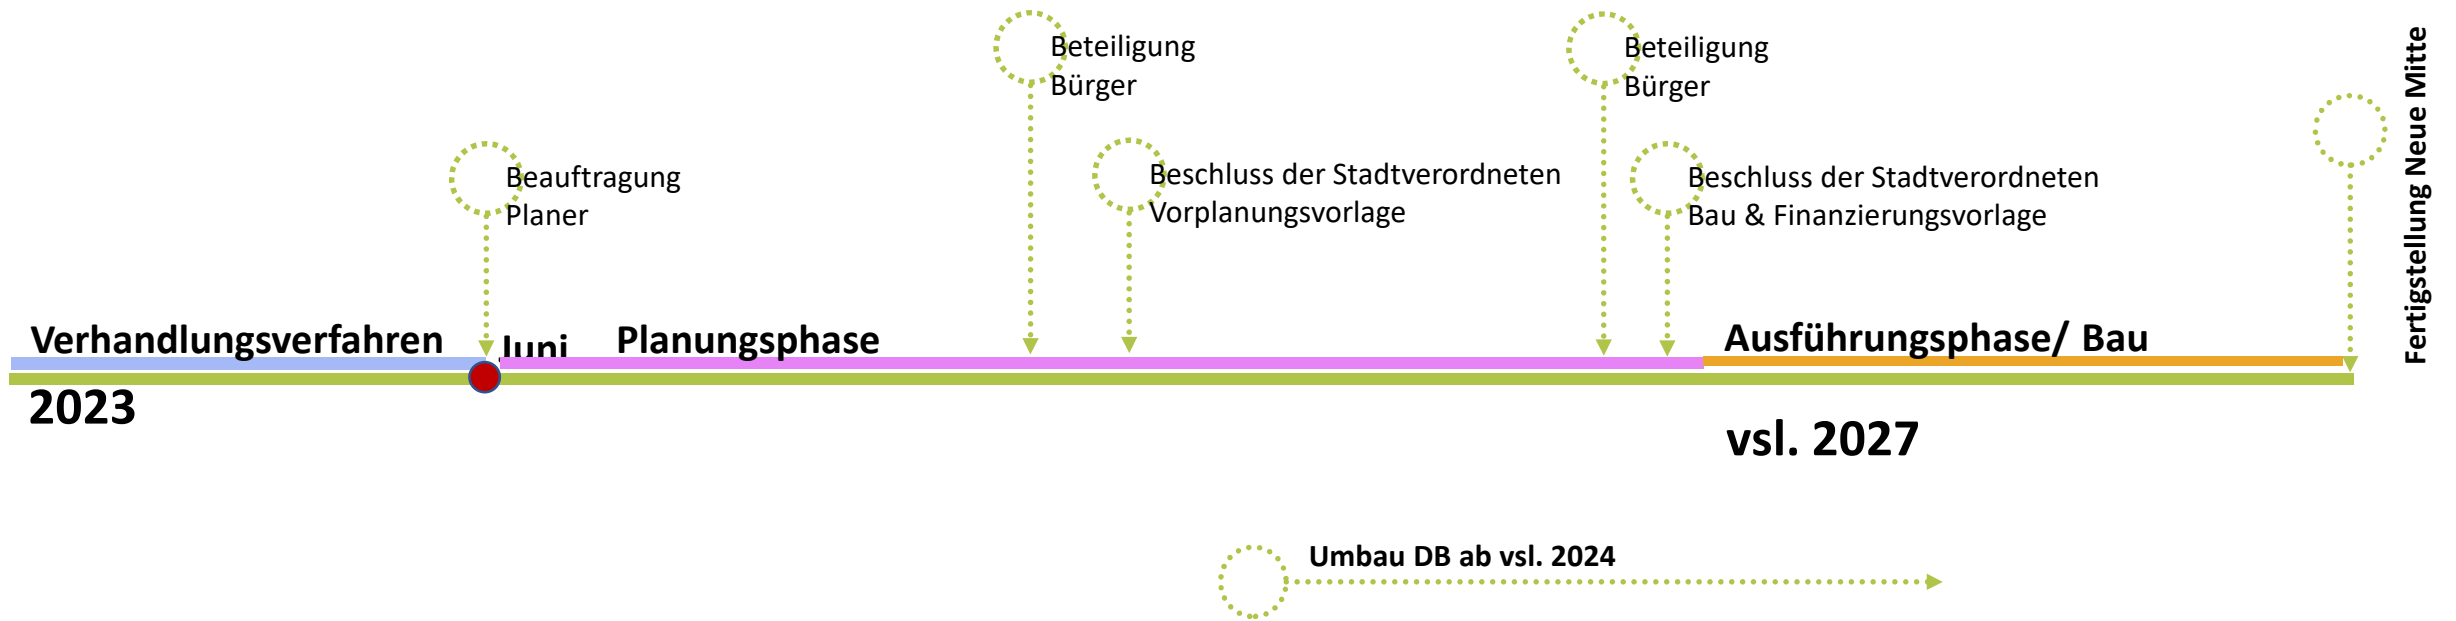 Beteiligung
Bürger
Beteiligung
Bürger
Fertigstellung Neue Mitte
Beauftragung
Planer
Beschluss der Stadtverordneten
Vorplanungsvorlage
Beschluss der Stadtverordneten
Bau & Finanzierungsvorlage
Verhandlungsverfahren
Juni
Planungsphase
Ausführungsphase/ Bau
2023
vsl. 2027
Umbau DB ab vsl. 2024